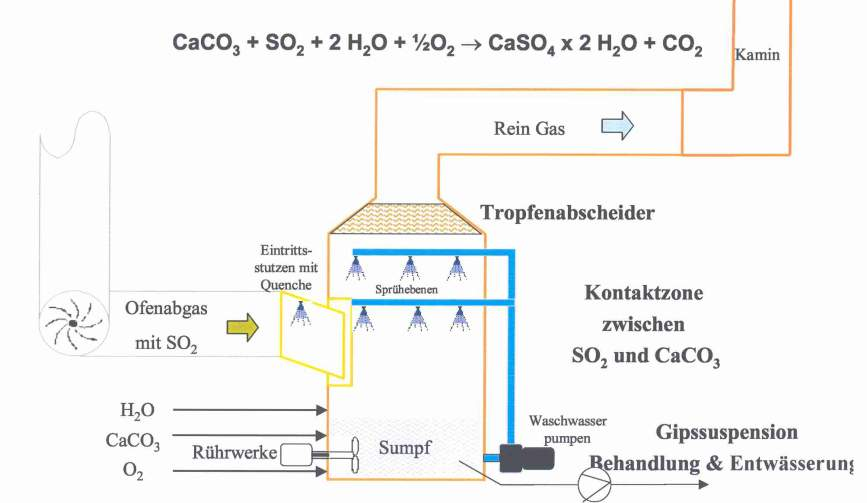 CaCO₃ + SO₂ + 2 H₂O + ½O₂ → CaSO₄ x 2 H₂O + CO₂
Kamin
Rein Gas
Tropfenabscheider
Eintritts-
stutzen mit
Quenche
Sprühebenen
Kontaktzone
zwischen
SO₂ und CaCO₃
Ofenabgas
mit SO₂
H₂O
CaCO₃
O₂
Rührwerke
Sumpf
Waschwasser
pumpen
Gipssuspension
Behandlung & Entwässerung